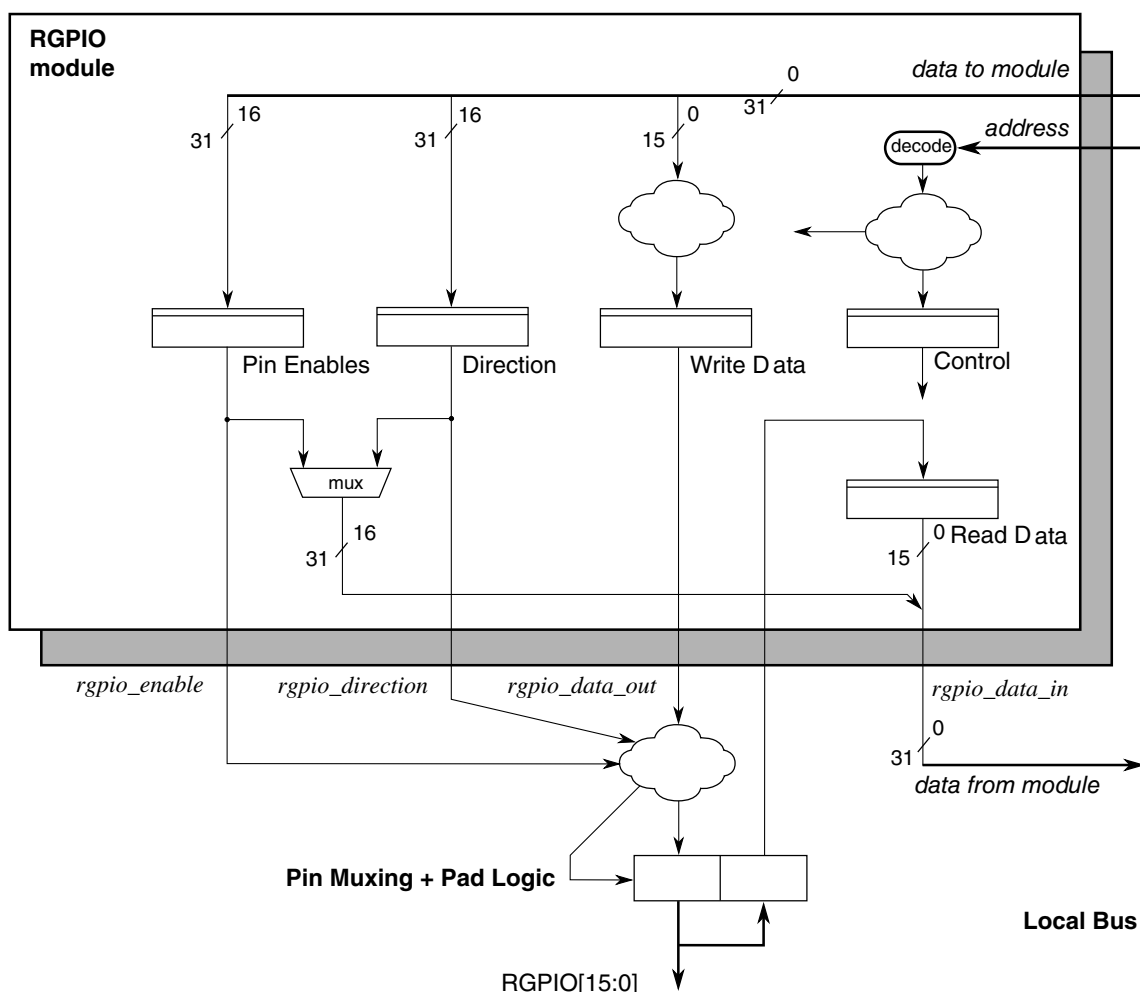 RGPIO
module
0
data to module
31
16
31
16
31
0
15
address
decode
Pin Enables
Direction
Write Data
Control
mux
16
31
0
15
Read Data
rgpio_enable
rgpio_direction
rgpio_data_out
rgpio_data_in
0
31
data from module
Pin Muxing + Pad Logic
Local Bus
RGPIO[15:0]